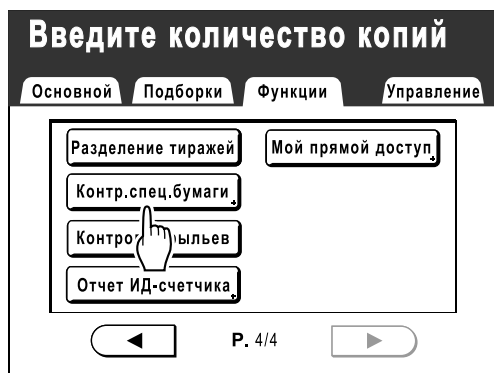 Введите количество копий
Основной Подборки Функции Управление
Разделение тиражей Мой прямой доступ
Контр.спец.бумаги
Отчет ИД-счетчика
P. 4/4